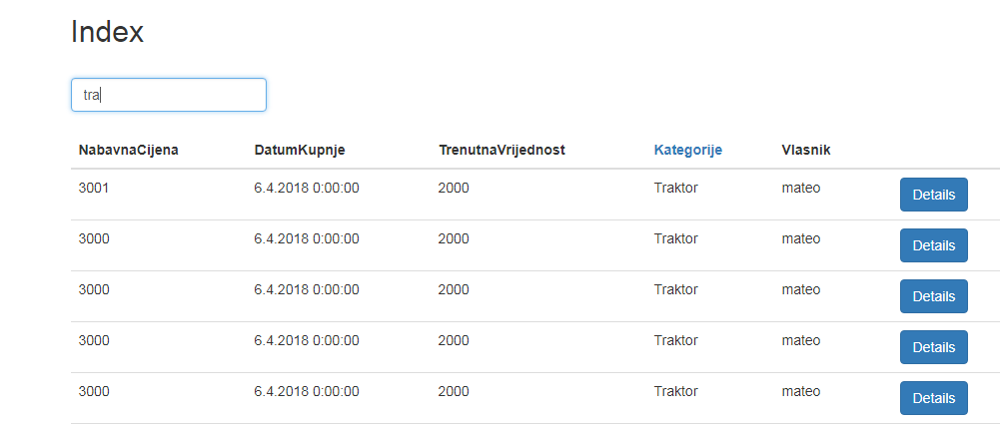 Index
tra
NabavnaCijena DatumKupnje TrenutnaVrijednost Kategorije Vlasnik
3001 6.4.2018 0:00:00 2000 Traktor mateo Details
3000 6.4.2018 0:00:00 2000 Traktor mateo Details
3000 6.4.2018 0:00:00 2000 Traktor mateo Details
3000 6.4.2018 0:00:00 2000 Traktor mateo Details
3000 6.4.2018 0:00:00 2000 Traktor mateo Details